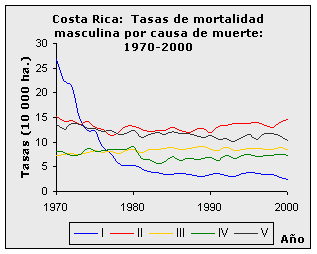 Costa Rica:  Tasas de mortalidad
masculina por causa de muerte:
1970-2000
Tasas (10 000 ha.)
30
25
20
15
10
5
0
1970
1980
1990
2000
Año
I
II
III
IV
V